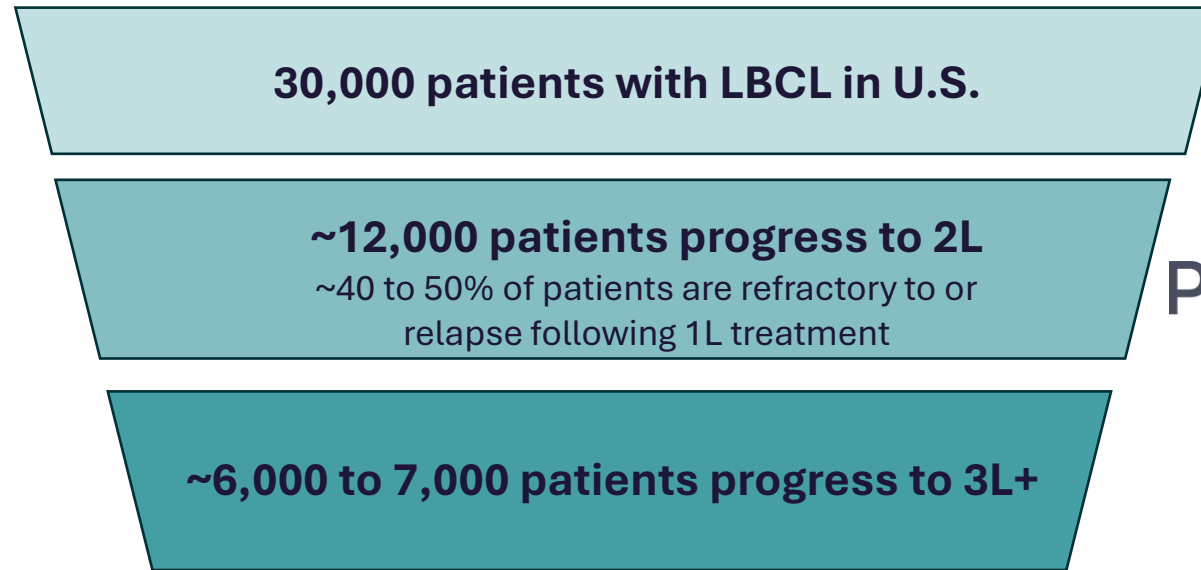 30,000 patients with LBCL in U.S.
~12,000 patients progress to 2L
~40 to 50% of patients are refractory to or
relapse following 1L treatment
P
~6,000 to 7,000 patients progress to 3L+